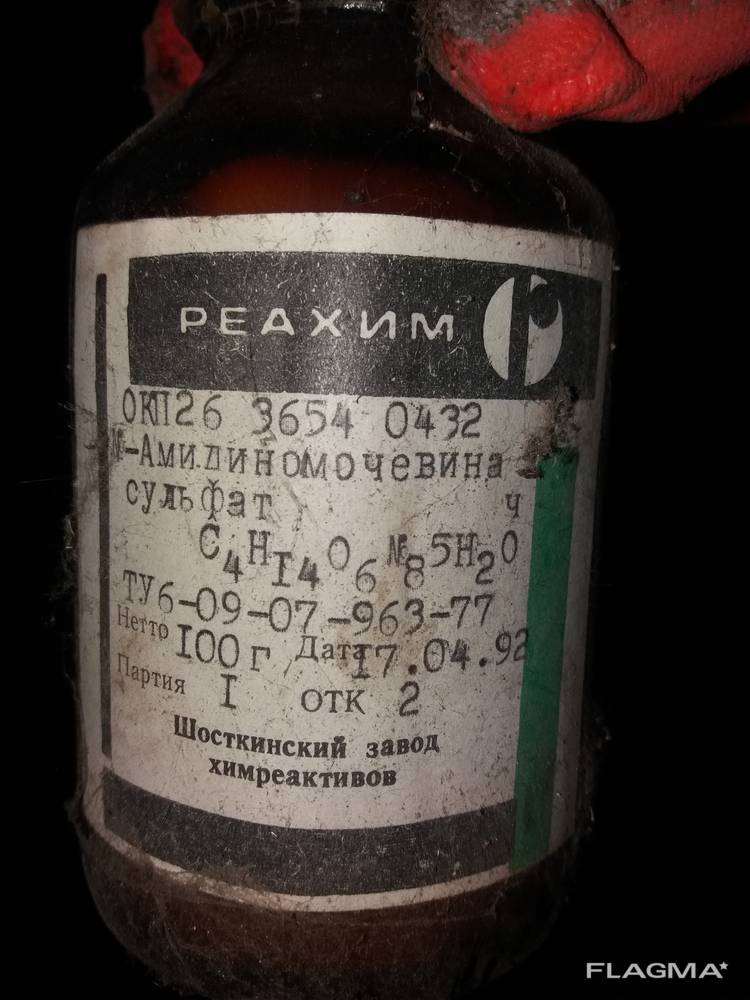 РЕАХИМ
ОКП26 3654 0432
N-Амидиномочевина
сульфат ч
C4H14O6N8 5H2O
ТУ6-09-07-963-77
Нетто 100г Дата 17.04.92
Партия I ОТК 2
Шосткинский завод
химреактивов
FLAGMA